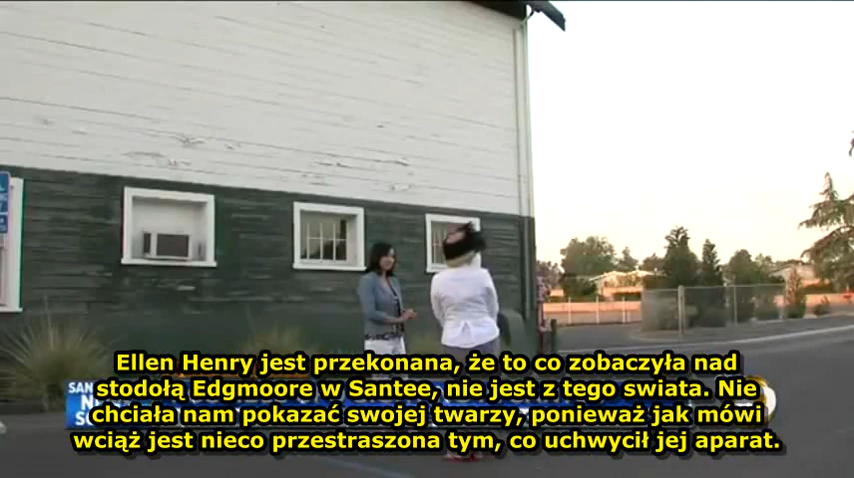 Ellen Henry jest przekonana, że to co zobaczyła nad
stodołą Edgmoore w Santee, nie jest z tego swiata. Nie
chciała nam pokazać swojej twarzy, ponieważ jak mówi
wciąż jest nieco przestraszona tym, co uchwycił jej aparat.
SAN